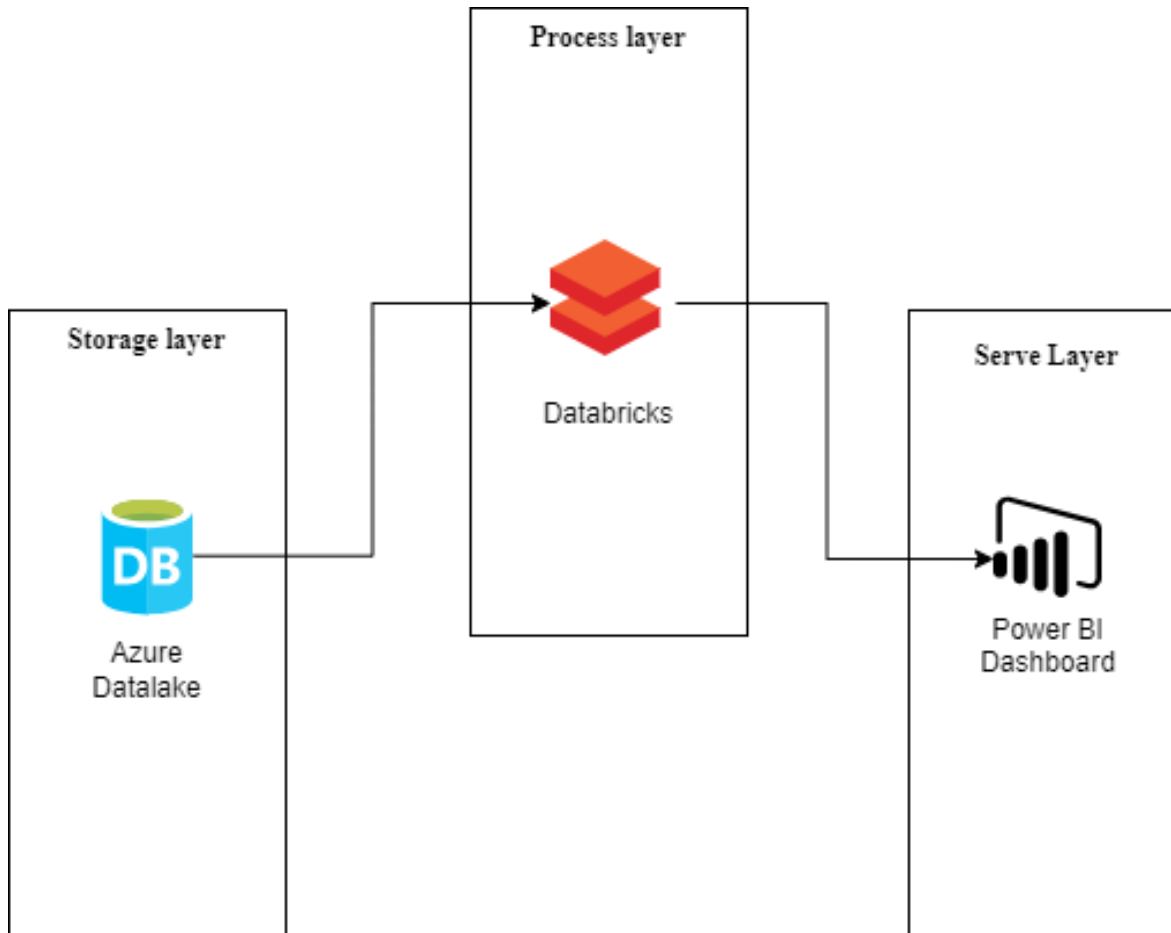 Process layer
Storage layer
Serve Layer
Databricks
DB
Azure
Datalake
Power BI
Dashboard